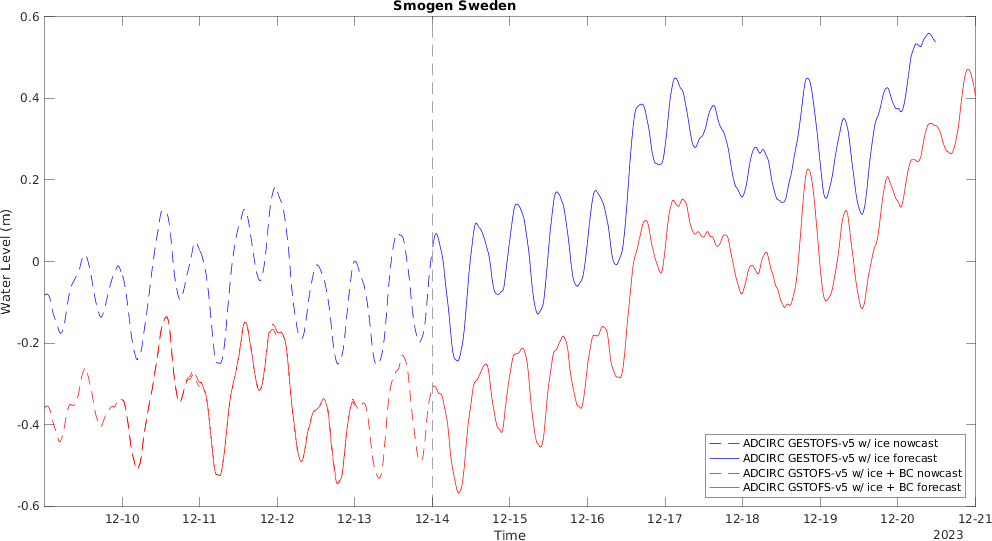 Smogen Sweden
0.6
0.4
0.2
0
-0.2
-0.4
-0.6
Water Level (m)
12-10
12-11
12-12
12-13
12-14
12-15
12-16
12-17
12-18
12-19
12-20
12-21
Time
2023
ADCIRC GESTOFS-v5 w/ ice nowcast
ADCIRC GESTOFS-v5 w/ ice forecast
ADCIRC GSTOFS-v5 w/ ice + BC nowcast
ADCIRC GSTOFS-v5 w/ ice + BC forecast